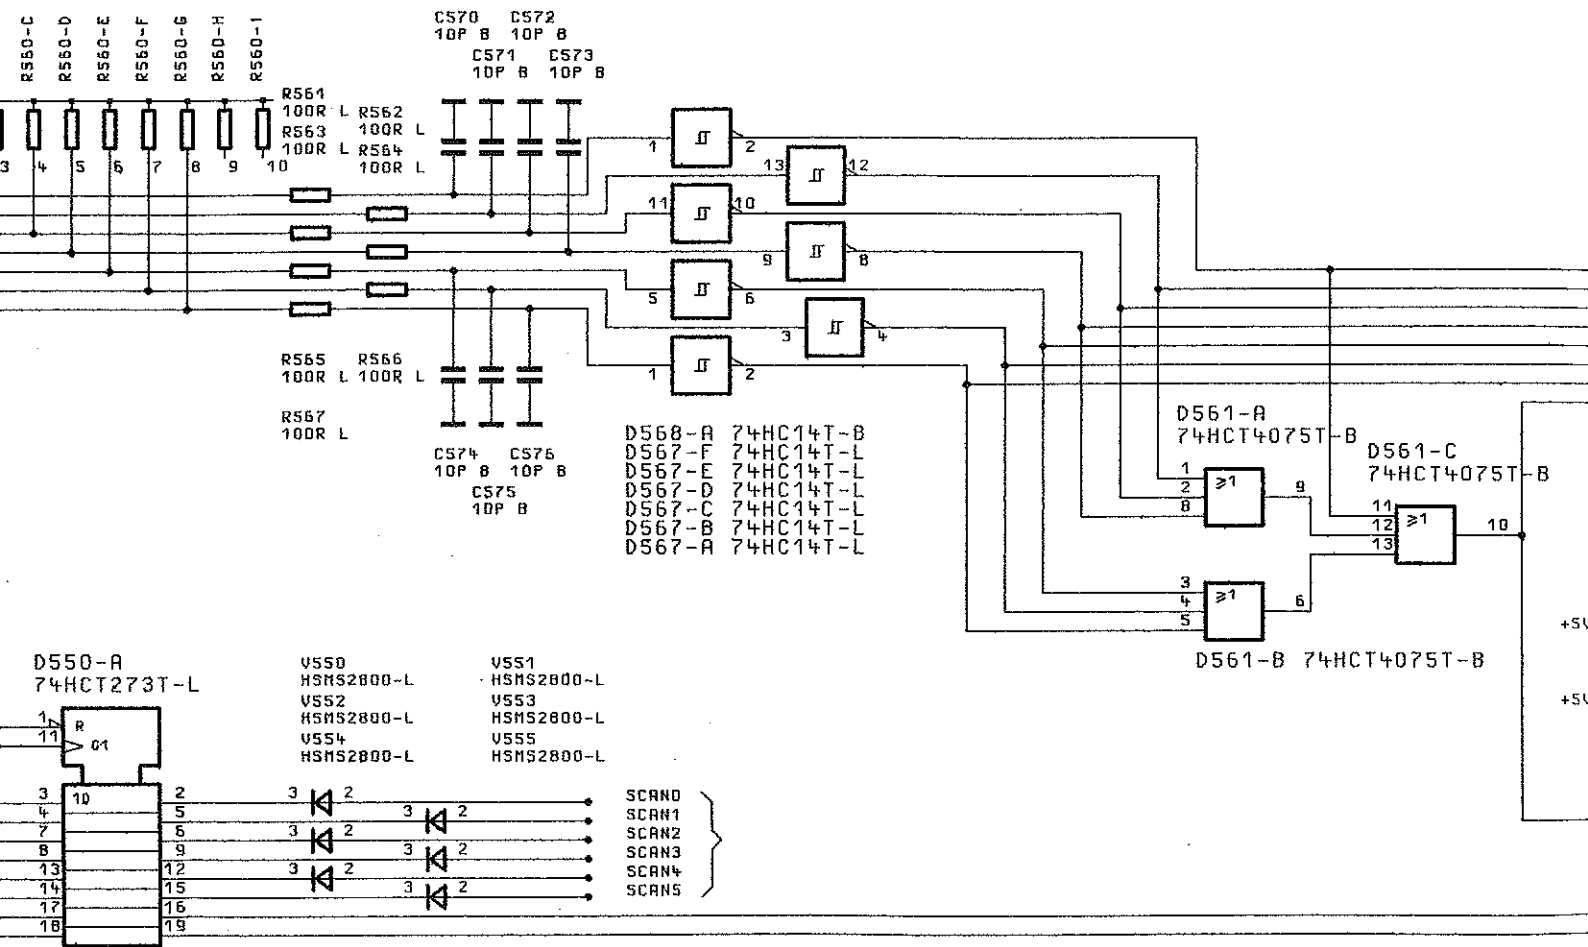 R560-C
R560-D
R560-E
R560-F
R560-G
R560-H
R560-I
3
4
5
6
7
8
9
10
R561
100R L
R562
100R L
R563
100R L
R564
100R L
C570
10P B
C572
10P B
C571
10P B
C573
10P B
1
2
13
12
11
10
9
8
5
6
3
4
1
2
R565
100R L
R566
100R L
R567
100R L
C574
10P B
C576
10P B
C575
10P B
D568-A 74HC14T-B
D567-F 74HC14T-L
D567-E 74HC14T-L
D567-D 74HC14T-L
D567-C 74HC14T-L
D567-B 74HC14T-L
D567-A 74HC14T-L
D561-A
74HCT4075T-B
1
2
8
≥1
9
D561-C
74HCT4075T-B
11
12
13
≥1
10
3
4
5
≥1
6
D561-B 74HCT4075T-B
+5V
+5V
D550-A
74HCT273T-L
1
11
R
G1
1D
3
4
7
8
13
14
17
18
2
5
6
9
12
15
16
19
V550
HSMS2800-L
V551
HSMS2800-L
V552
HSMS2800-L
V553
HSMS2800-L
V554
HSMS2800-L
V555
HSMS2800-L
3 2
3 2
3 2
3 2
3 2
3 2
SCAN0
SCAN1
SCAN2
SCAN3
SCAN4
SCAN5